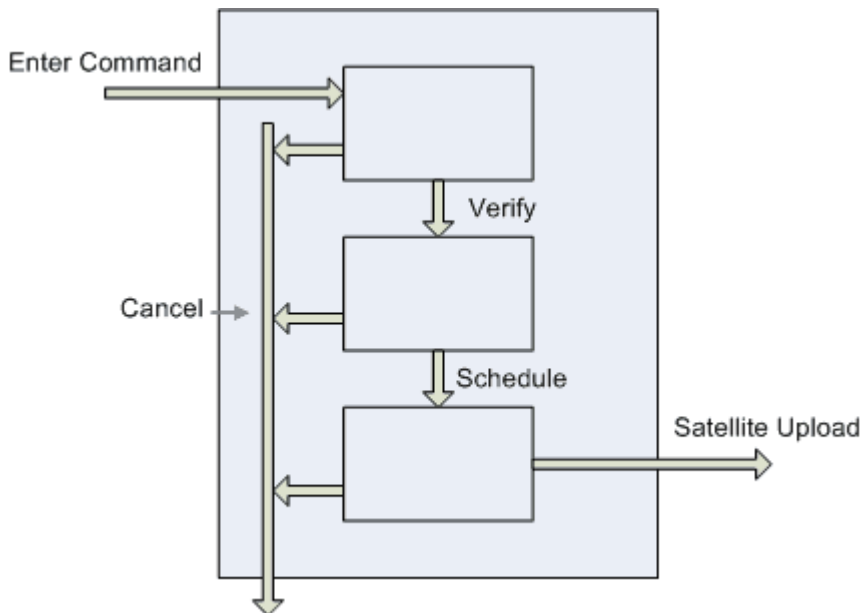 Enter Command
Verify
Cancel
Schedule
Satellite Upload